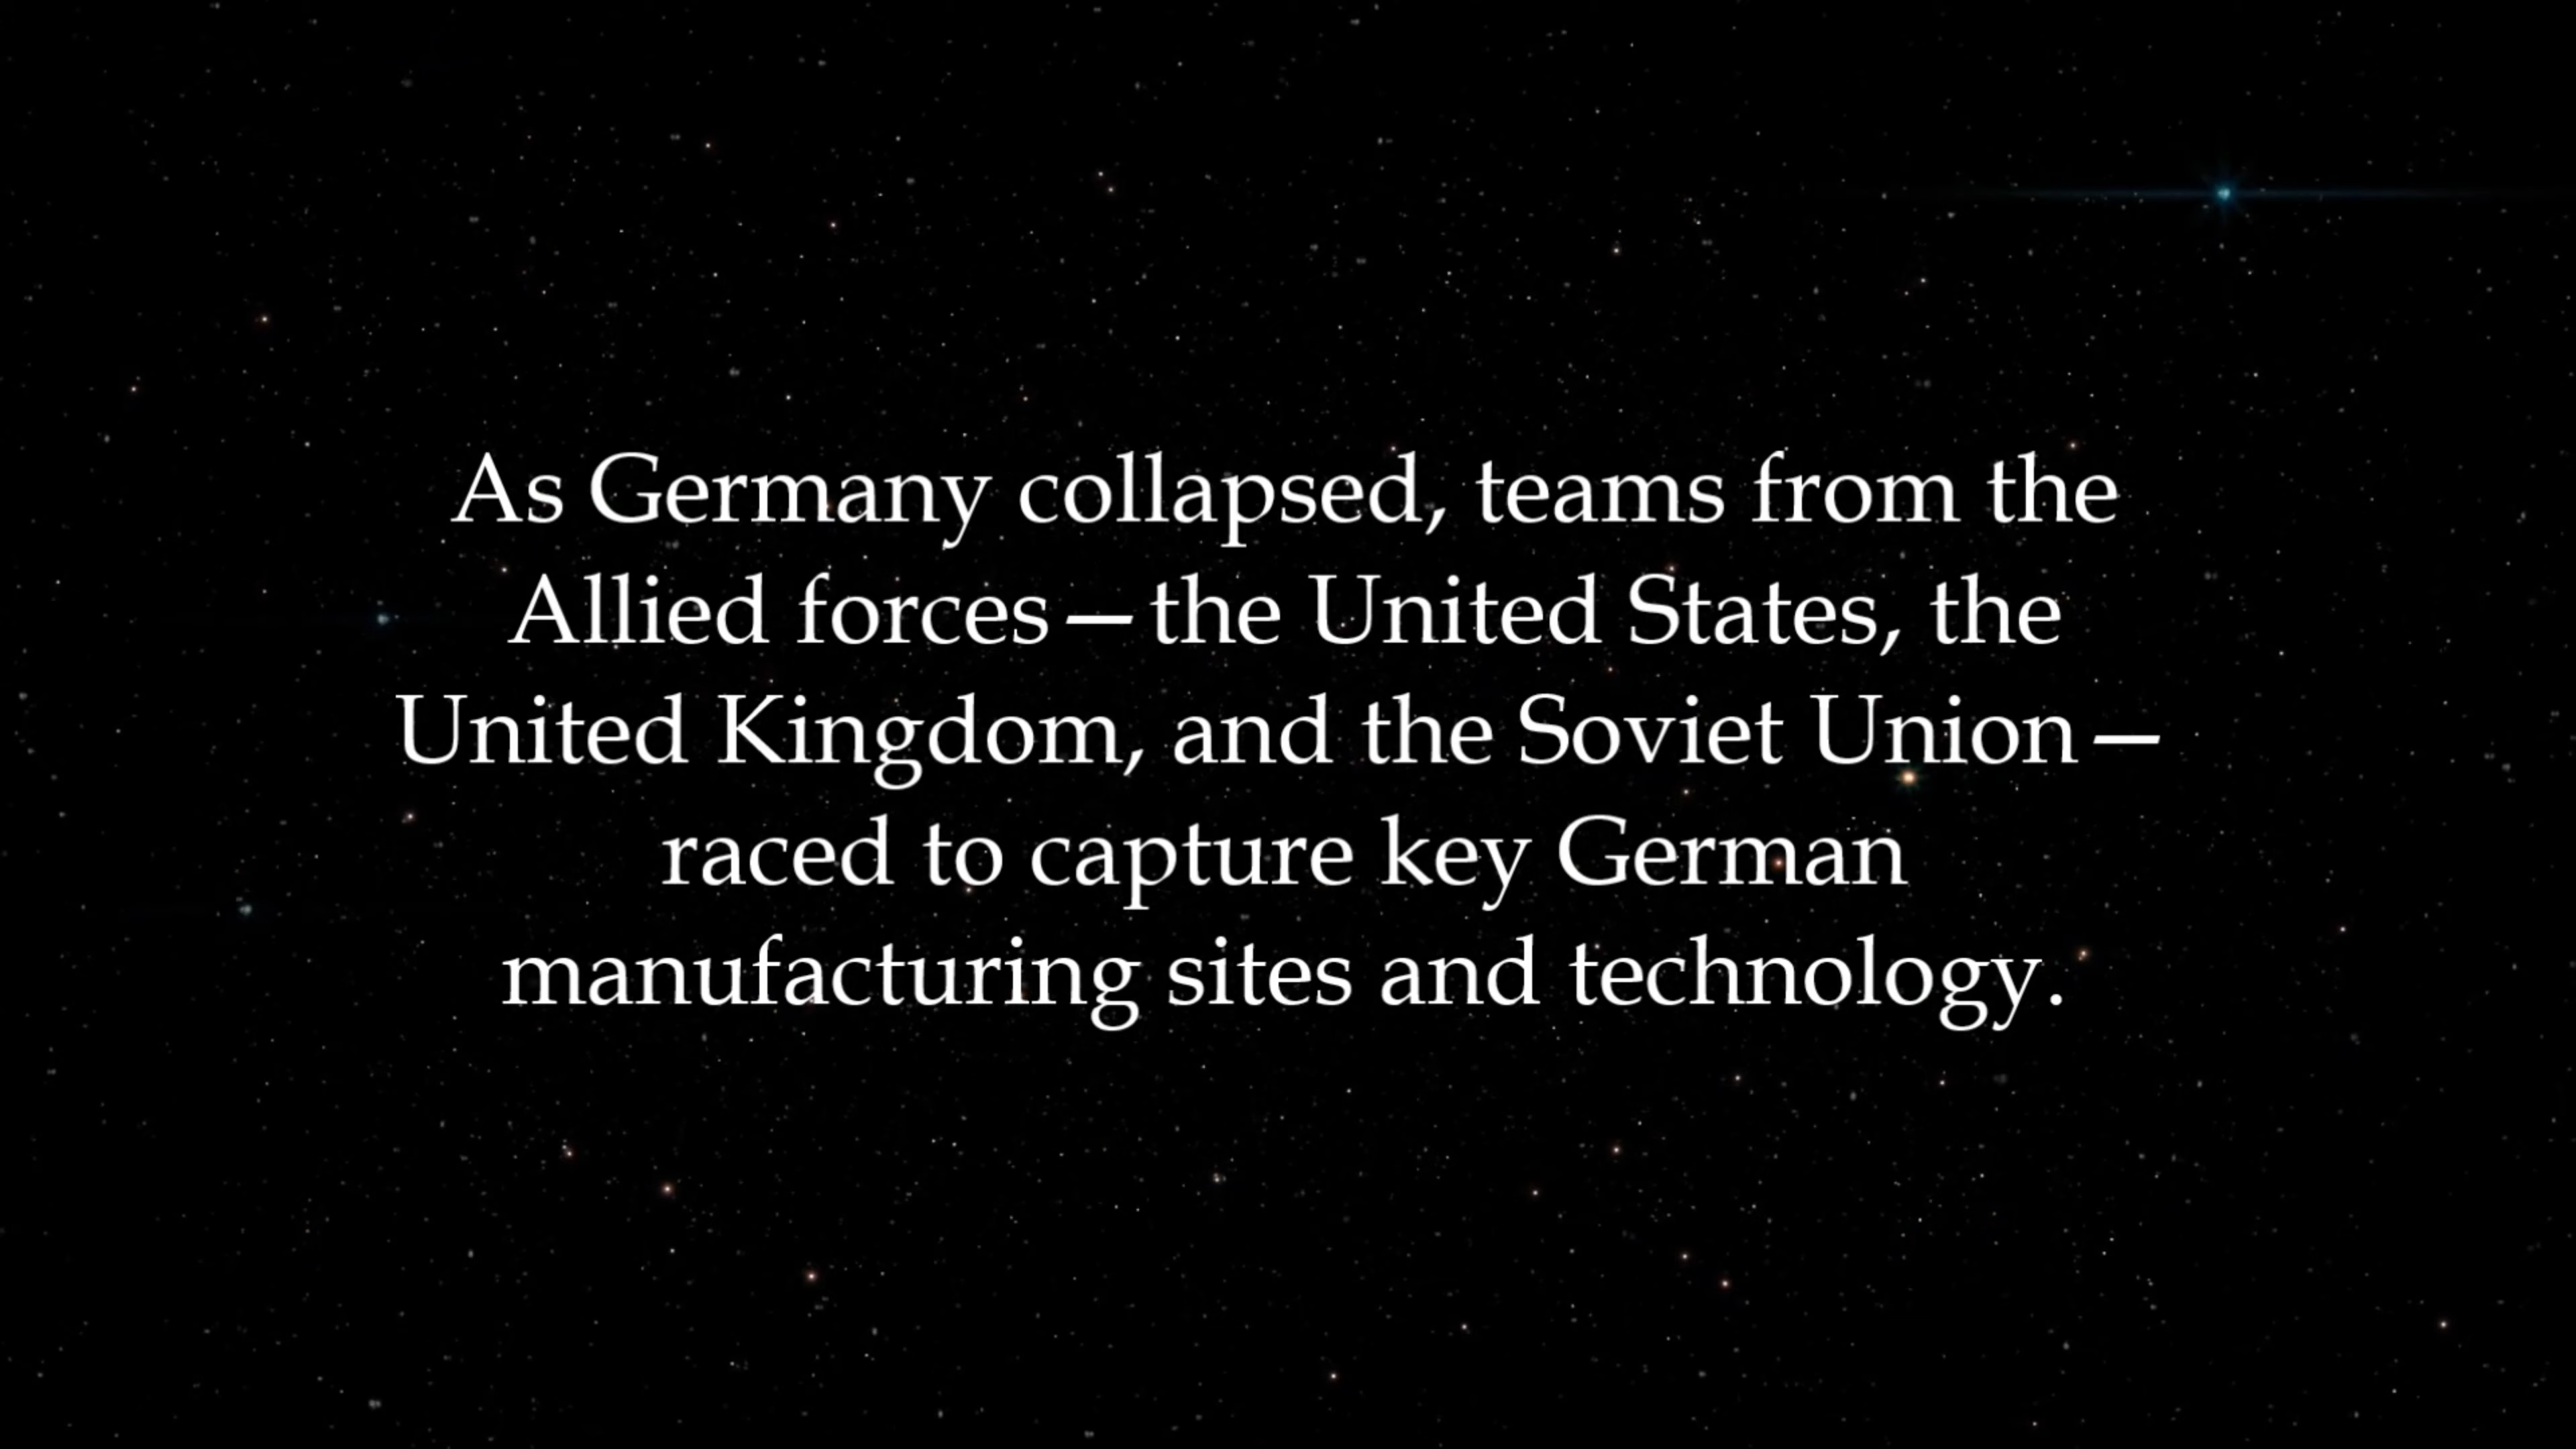 As Germany collapsed, teams from the
Allied forces—the United States, the
United Kingdom, and the Soviet Union—
raced to capture key German
manufacturing sites and technology.